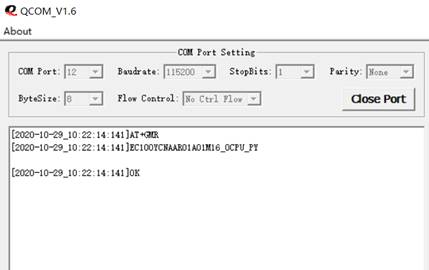 QCOM_V1.6
About
COM Port Setting
COM Port: 12 Baudrate: 115200 StopBits: 1 Parity: None
ByteSize: 8 Flow Control: No Ctrl Flow Close Port
[2020-10-29_10:22:14:141]AT+GMR
[2020-10-29_10:22:14:141]EC100YCNAAR01A01M16_OCPU_PY
[2020-10-29_10:22:14:141]OK